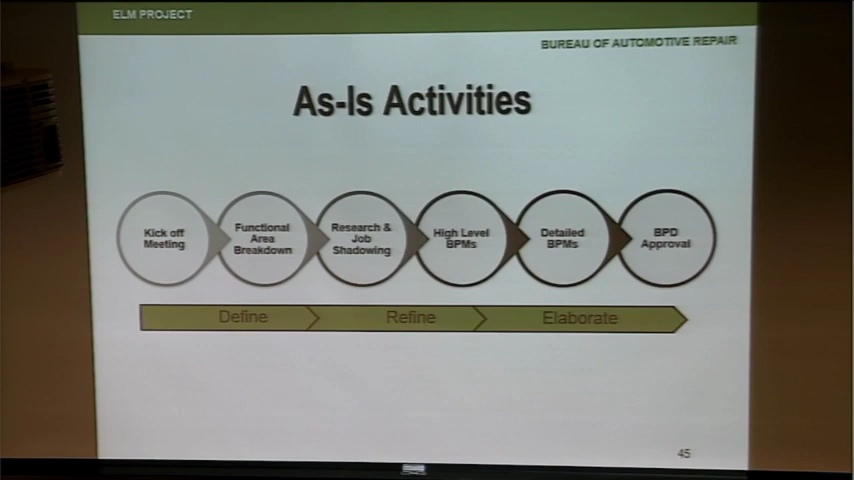 ELM PROJECT
BUREAU OF AUTOMOTIVE REPAIR
As-Is Activities
Kick off
Meeting
Functional
Area
Breakdown
Research &
Job
Shadowing
High Level
BPMs
Detailed
BPMs
BPD
Approval
Define
Refine
Elaborate
45